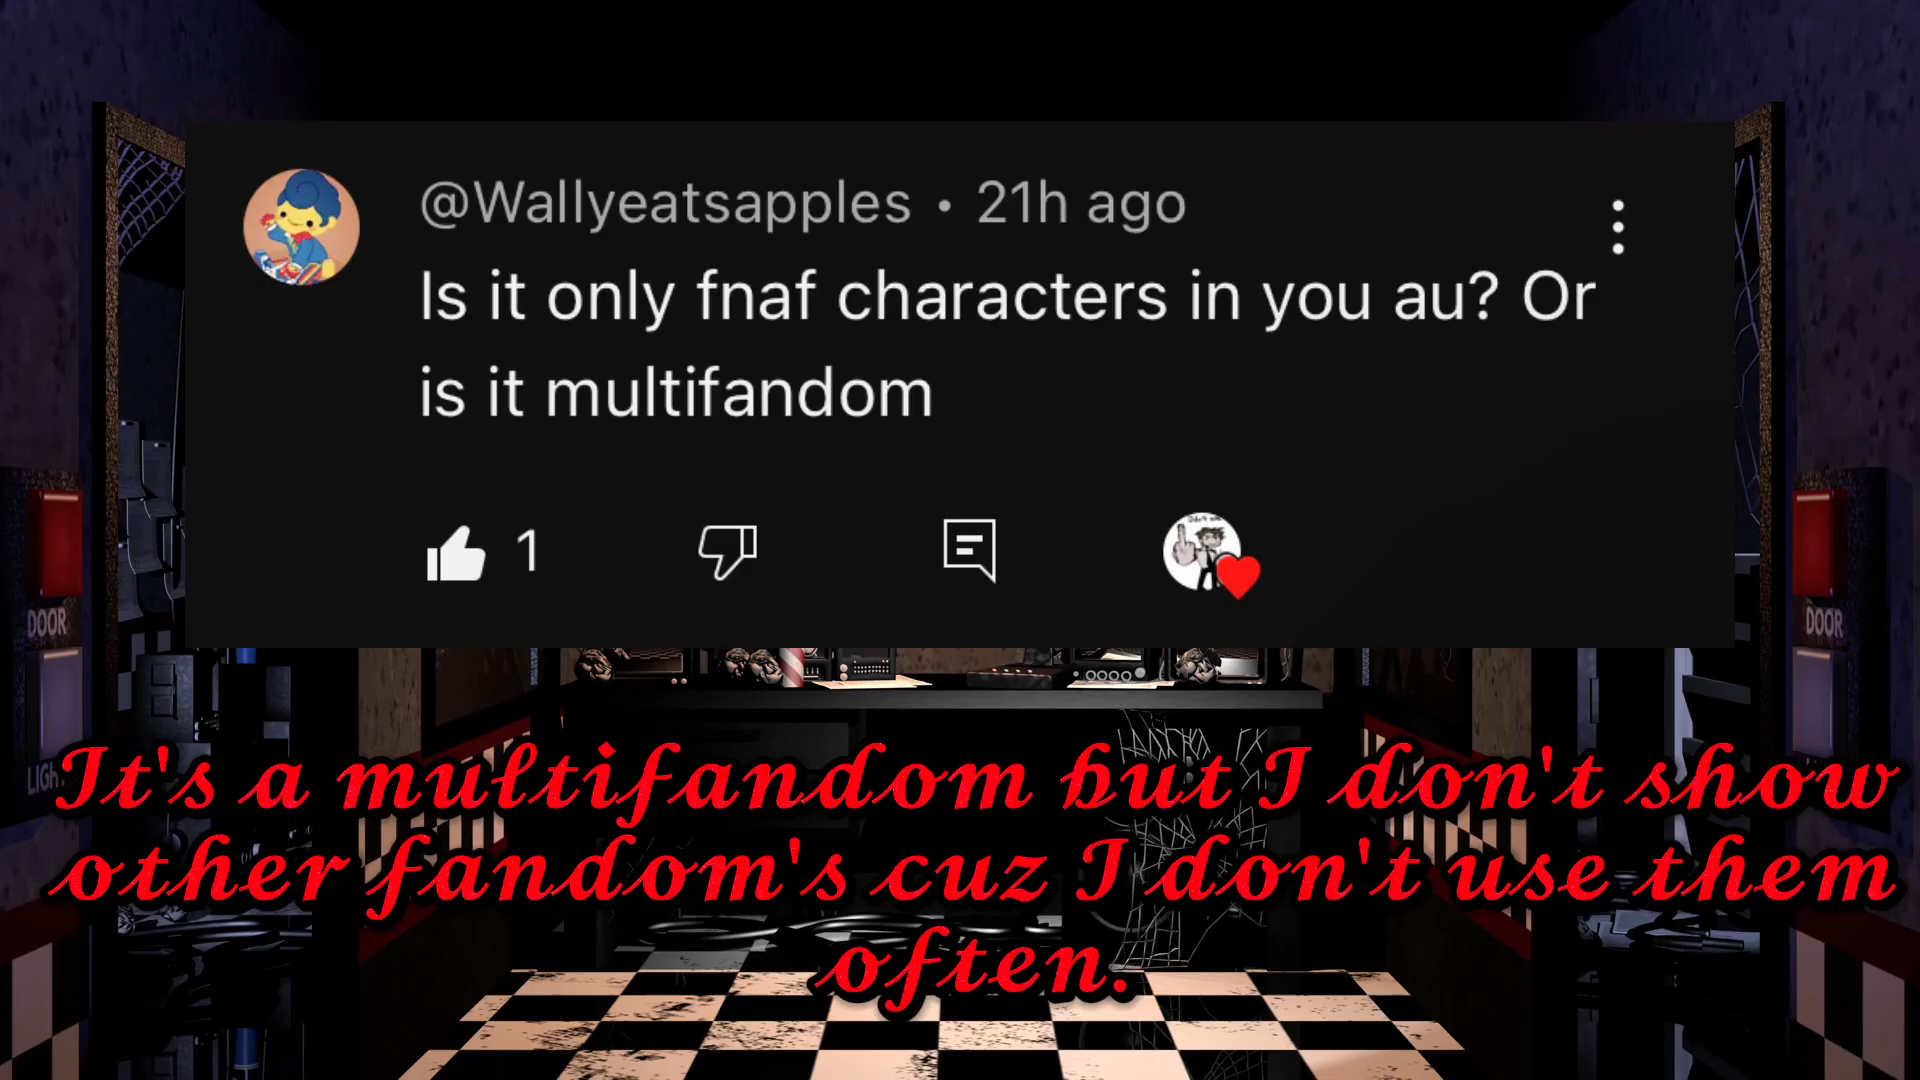 @Wallyeatsapples • 21h ago
Is it only fnaf characters in you au? Or
is it multifandom
1
DOOR
DOOR
It's a multifandom but I don't show
other fandom's cuz I don't use them
often.